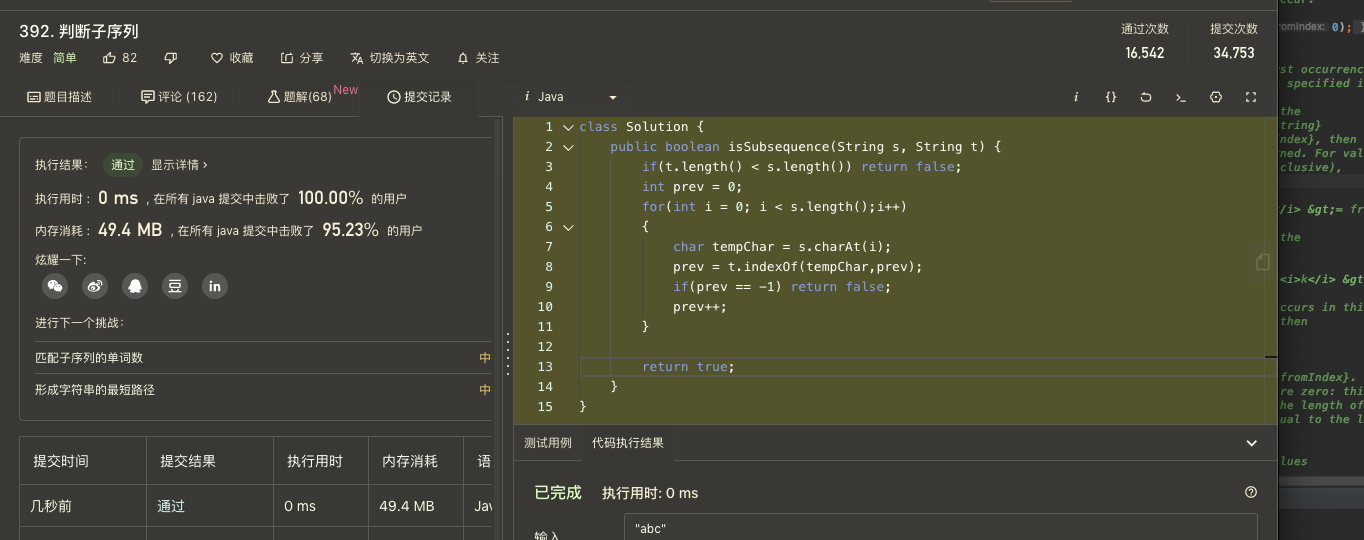 392. 判断子序列
难度 简单 82 收藏 分享 切换为英文 关注
通过次数 提交次数
16,542 34,753
题目描述 评论 (162) 题解(68) New 提交记录
执行结果： 通过 显示详情 ›
执行用时 : 0 ms , 在所有 java 提交中击败了 100.00% 的用户
内存消耗 : 49.4 MB , 在所有 java 提交中击败了 95.23% 的用户
炫耀一下:
豆 in
进行下一个挑战：
匹配子序列的单词数 中
形成字符串的最短路径 中
提交时间 提交结果 执行用时 内存消耗 语
几秒前 通过 0 ms 49.4 MB Jav
i Java
i {}
1 class Solution {
2 public boolean isSubsequence(String s, String t) {
3 if(t.length() < s.length()) return false;
4 int prev = 0;
5 for(int i = 0; i < s.length();i++)
6 {
7 char tempChar = s.charAt(i);
8 prev = t.indexOf(tempChar,prev);
9 if(prev == -1) return false;
10 prev++;
11 }
12
13 return true;
14 }
15 }
测试用例 代码执行结果
已完成 执行用时: 0 ms
输入 "abc"
romIndex: 0); }
st occurrenc
specified i
the
tring}
ndex}, then
ned. For val
clusive),
</i> &gt;= fr
the
<i>k</i> &gt
ccurs in thi
then
fromIndex}.
re zero: thi
he length of
ual to the l
lues